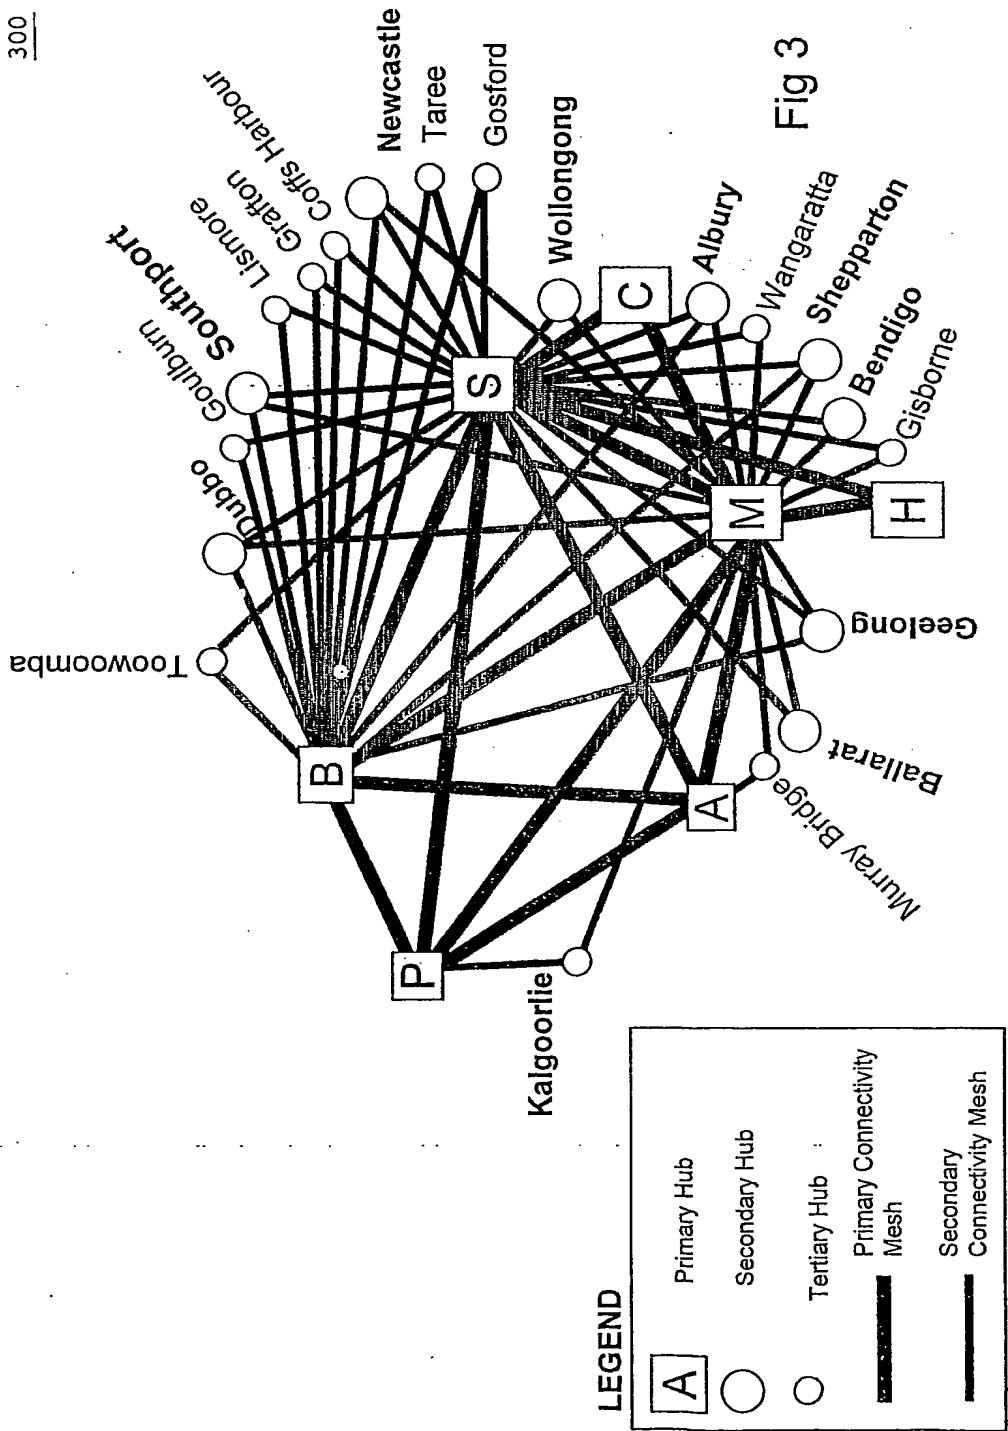 300
Newcastle
Taree
Gosford
Coffs Harbour
Grafton
Lismore
Southport
Goulburn
Dubbo
Toowoomba
Wollongong
Albury
Wangaratta
Shepparton
Bendigo
Gisborne
Geelong
Ballarat
Murray Bridge
Kalgoorlie
S
C
M
H
B
A
P
Fig 3
LEGEND
A
Primary Hub
Secondary Hub
Tertiary Hub
Primary Connectivity
Mesh
Secondary
Connectivity Mesh